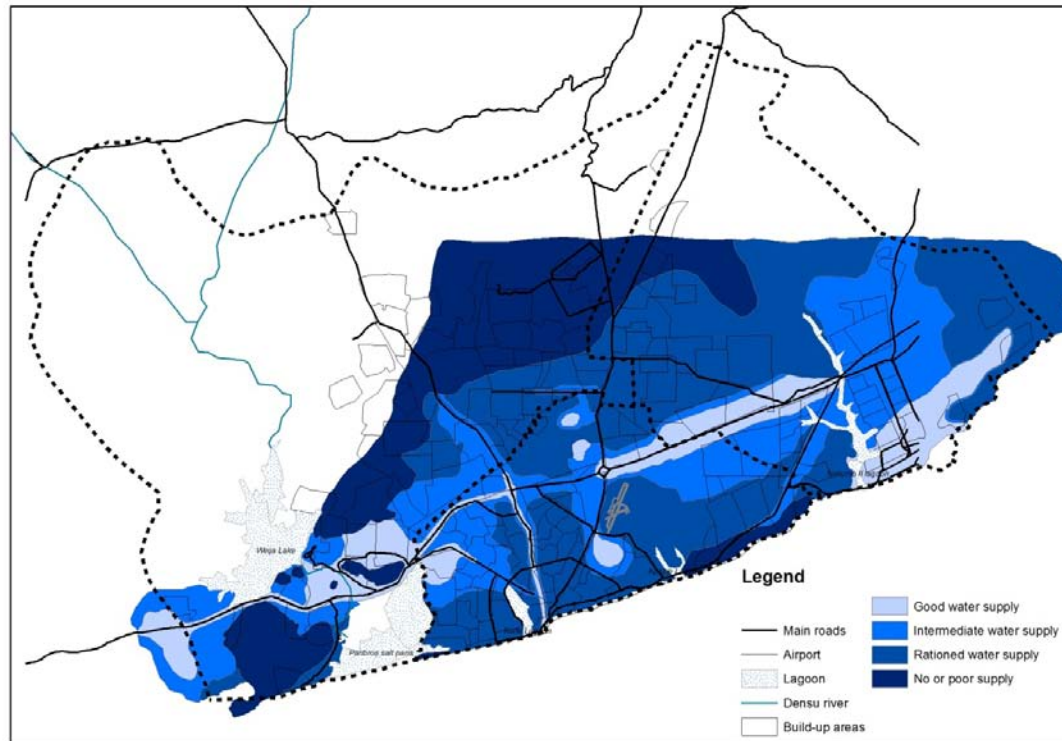 Weija Lake
Panbros salt pans
Legend
Main roads
Airport
Lagoon
Densu river
Build-up areas
Good water supply
Intermediate water supply
Rationed water supply
No or poor supply